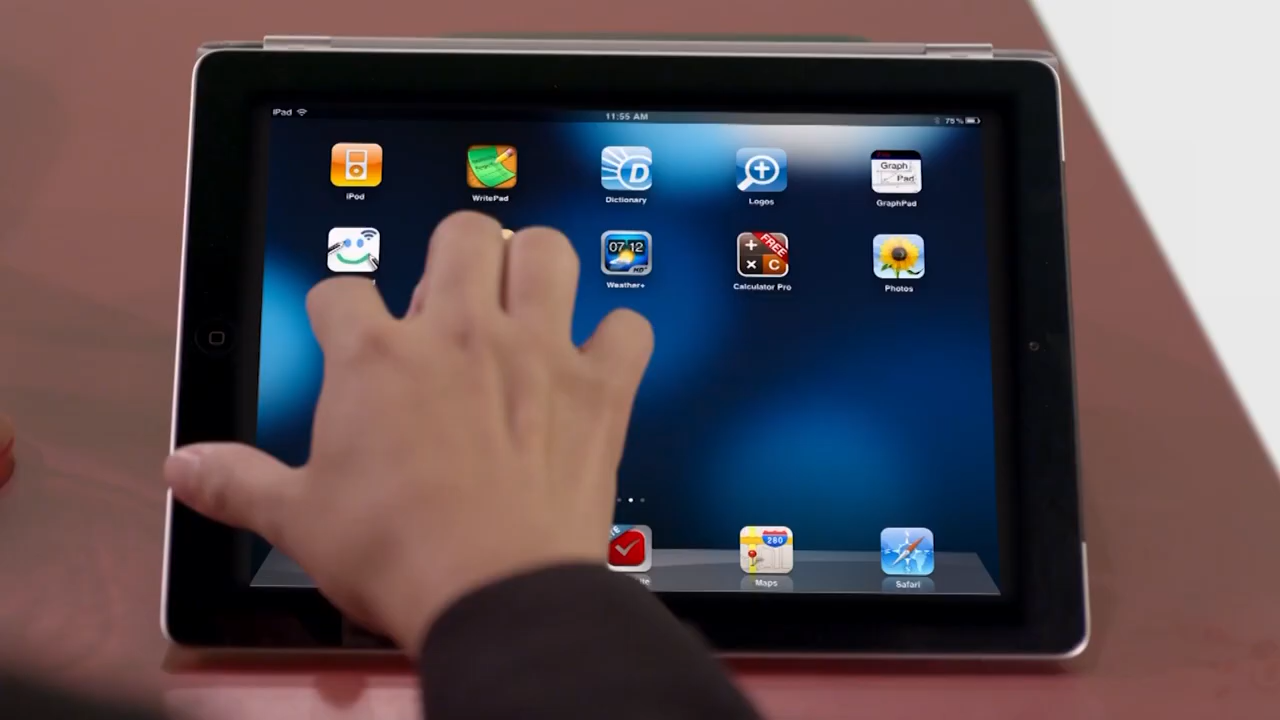 iPad
11:55 AM
75%
iPod
WritePad
Dictionary
Logos
Graph
Pad
GraphPad
07 12
HD+
FREE
Weather+
Calculator Pro
Photos
280
Maps
Safari